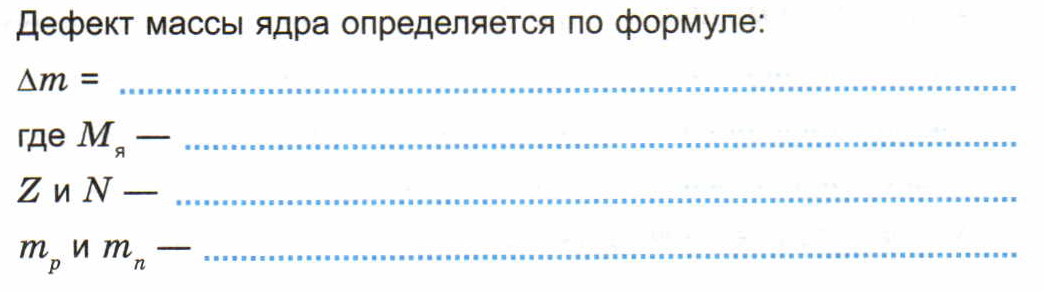 Дефект массы ядра определяется по формуле:
Δm =
где Mя —
Z и N —
mp и mn —